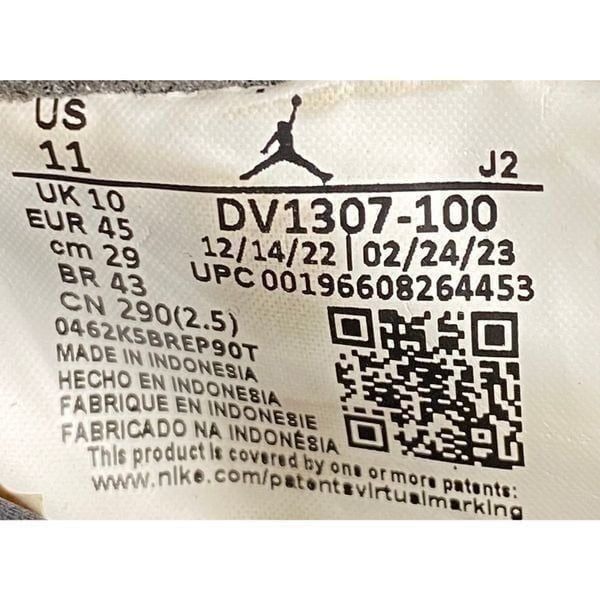 US
11
J2
UK 10
EUR 45
cm 29
BR 43
CN 290(2.5)
DV1307-100
12/14/22 | 02/24/23
UPC 00196608264453
0462K5BREP90T
MADE IN INDONESIA
HECHO EN INDONESIA
FABRIQUE EN INDONESIE
FABRICADO NA INDONÉSIA
This product is covered by one or more patents:
www.nike.com/patentsvirtualmarking